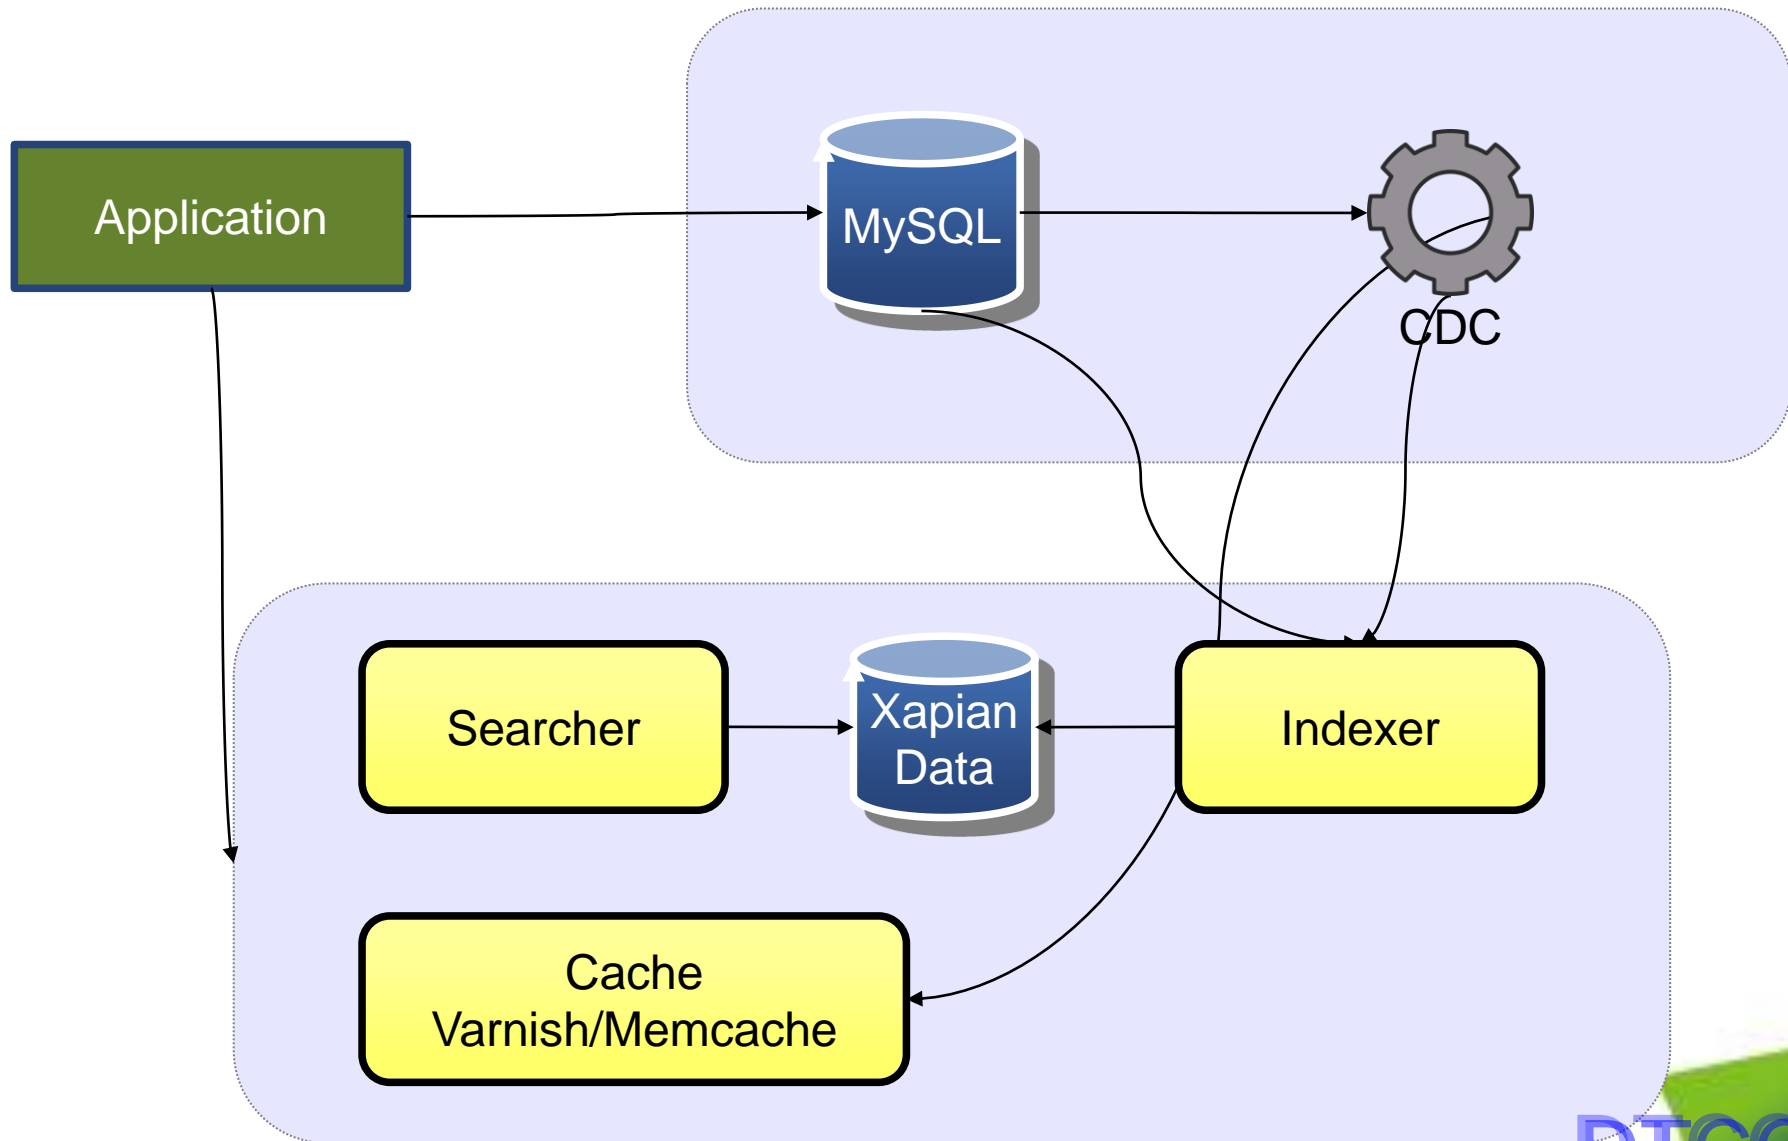 Application
MySQL
CDC
Searcher
Xapian
Data
Indexer
Cache
Varnish/Memcache